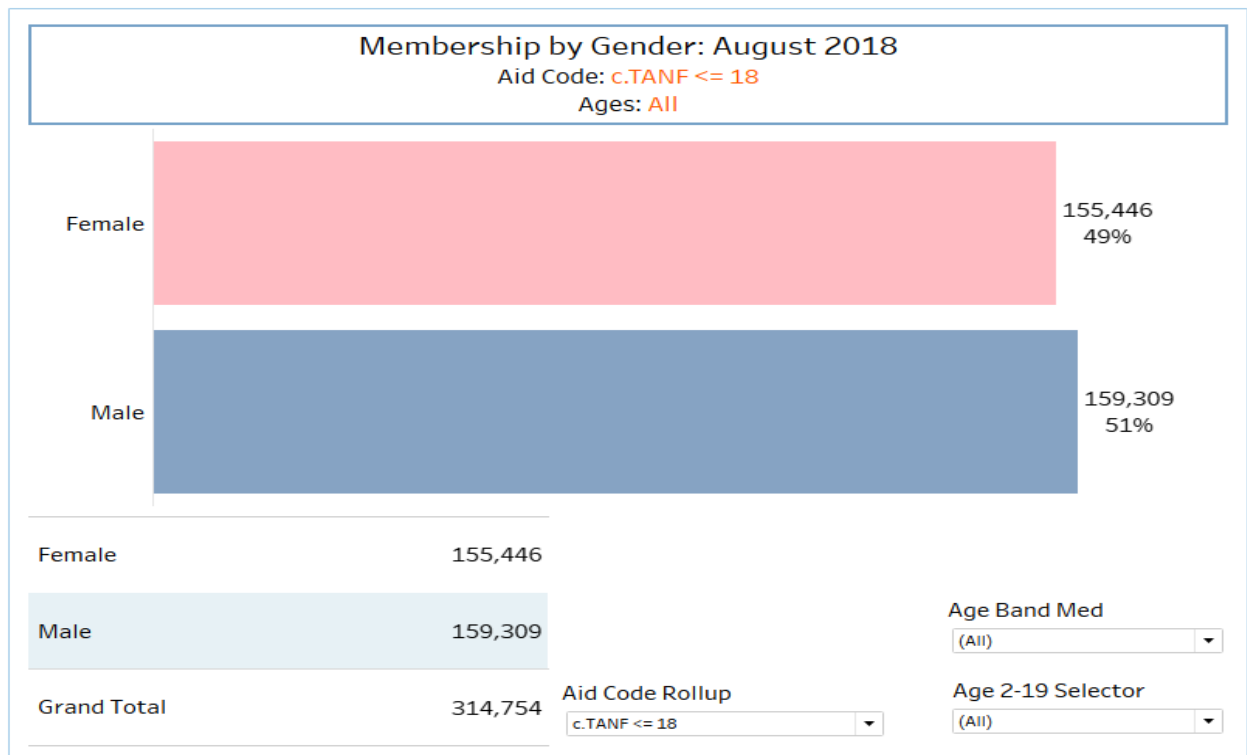 Membership by Gender: August 2018
Aid Code: c.TANF <= 18
Ages: All
Female
155,446
49%
Male
159,309
51%
Female 155,446
Male 159,309
Grand Total 314,754
Aid Code Rollup
c.TANF <= 18
Age Band Med
(All)
Age 2-19 Selector
(All)